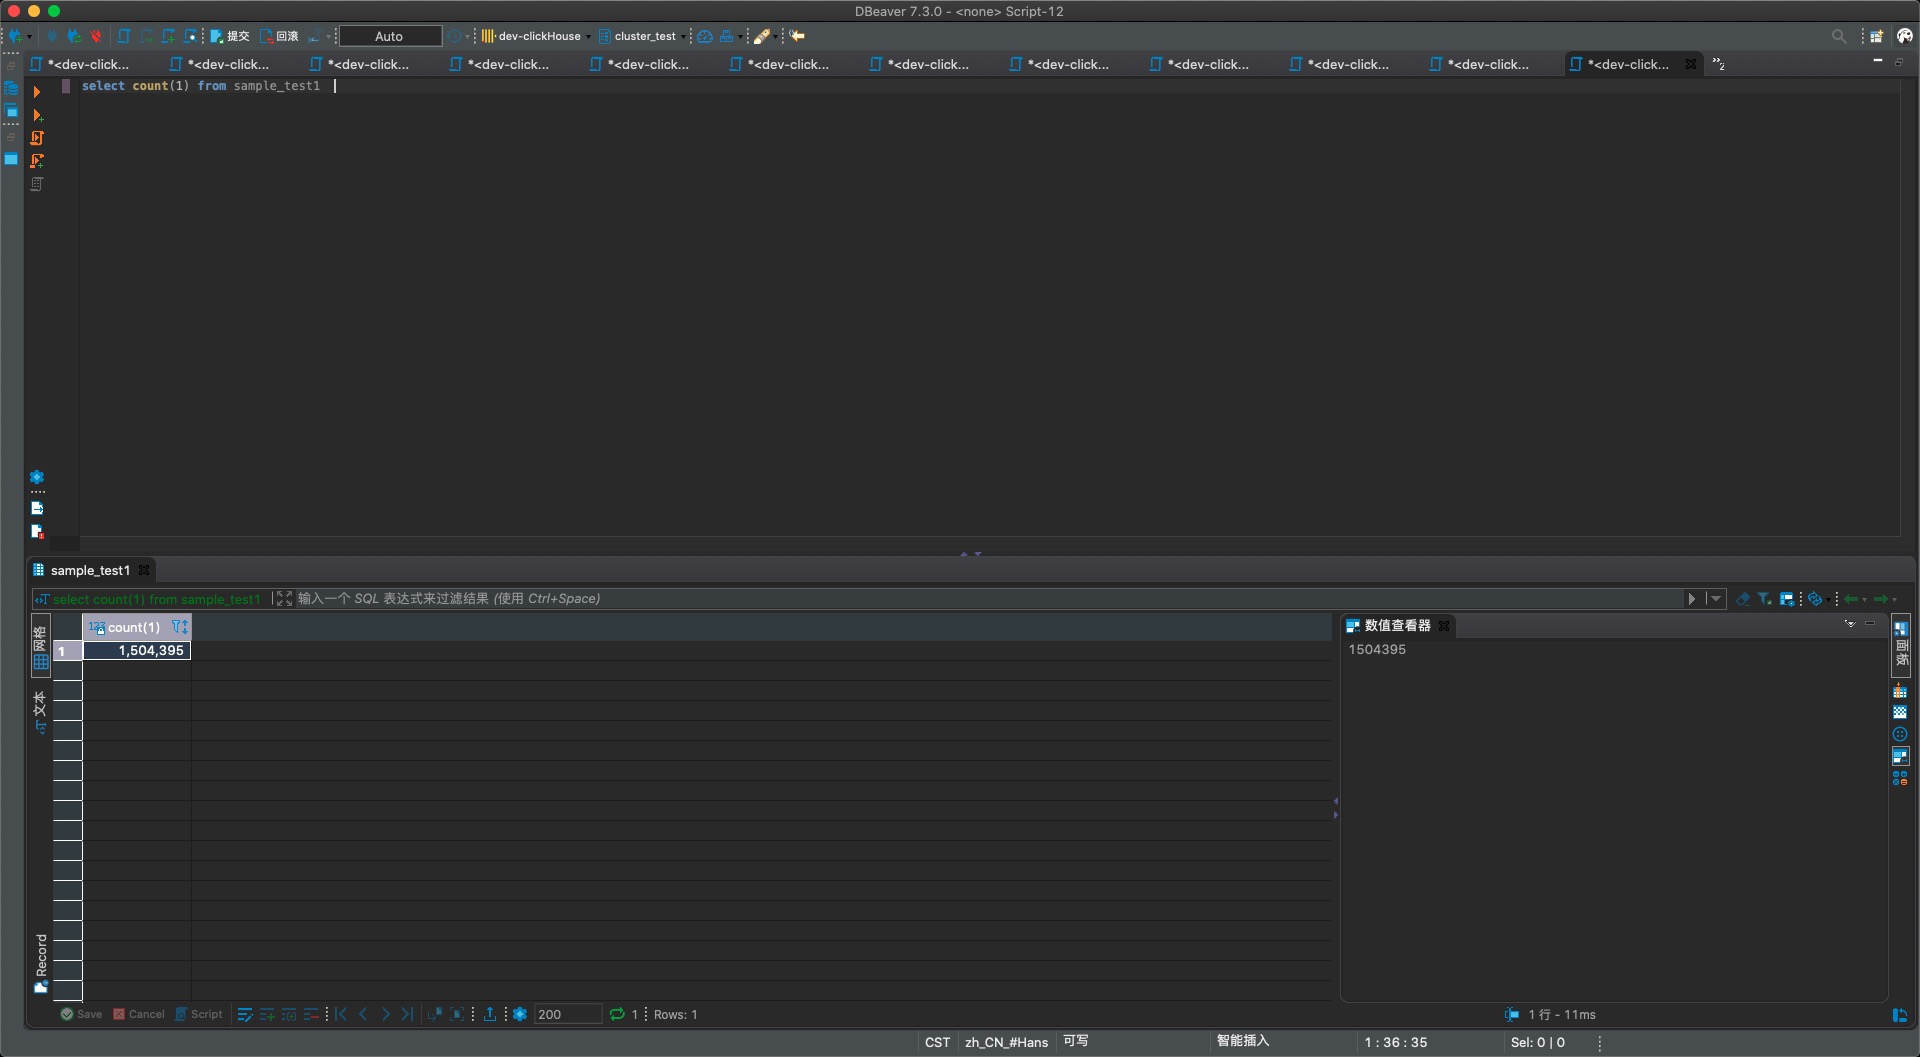 DBeaver 7.3.0 - <none> Script-12
提交 回滚 Auto dev-clickHouse cluster_test
*<dev-click... *<dev-click... *<dev-click... *<dev-click... *<dev-click... *<dev-click... *<dev-click... *<dev-click... *<dev-click... *<dev-click... *<dev-click... *<dev-click... »2
select count(1) from sample_test1
sample_test1
select count(1) from sample_test1 输入一个 SQL 表达式来过滤结果 (使用 Ctrl+Space)
网格
文本
Record
123 count(1)
1 1,504,395
数值查看器
1504395
面板
Save Cancel Script 200 1 Rows: 1
1 行 - 11ms
CST zh_CN_#Hans 可写 智能插入 1 : 36 : 35 Sel: 0 | 0